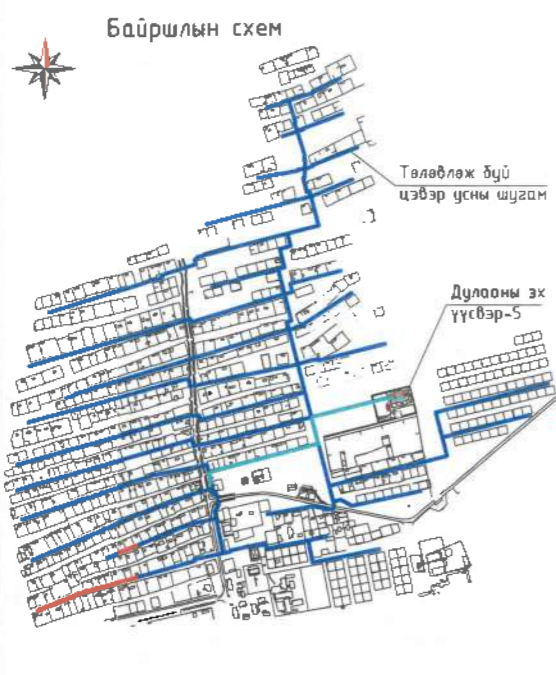 Байршлын схем
Төлөвлөж буй
цэвэр усны шугам
Дулааны эх
үүсвэр-5